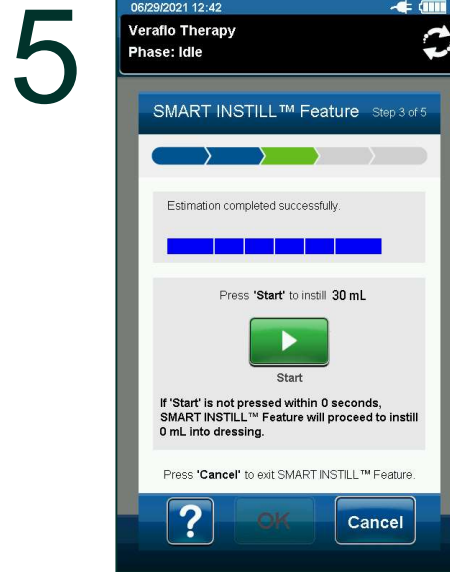 5
06/29/2021 12:42
Veraflo Therapy
Phase: Idle
SMART INSTILL™ Feature Step 3 of 5
Estimation completed successfully.
Press 'Start' to instill 30 mL
Start
If 'Start' is not pressed within 0 seconds,
SMART INSTILL™ Feature will proceed to instill
0 mL into dressing.
Press 'Cancel' to exit SMART INSTILL™ Feature.
? OK Cancel